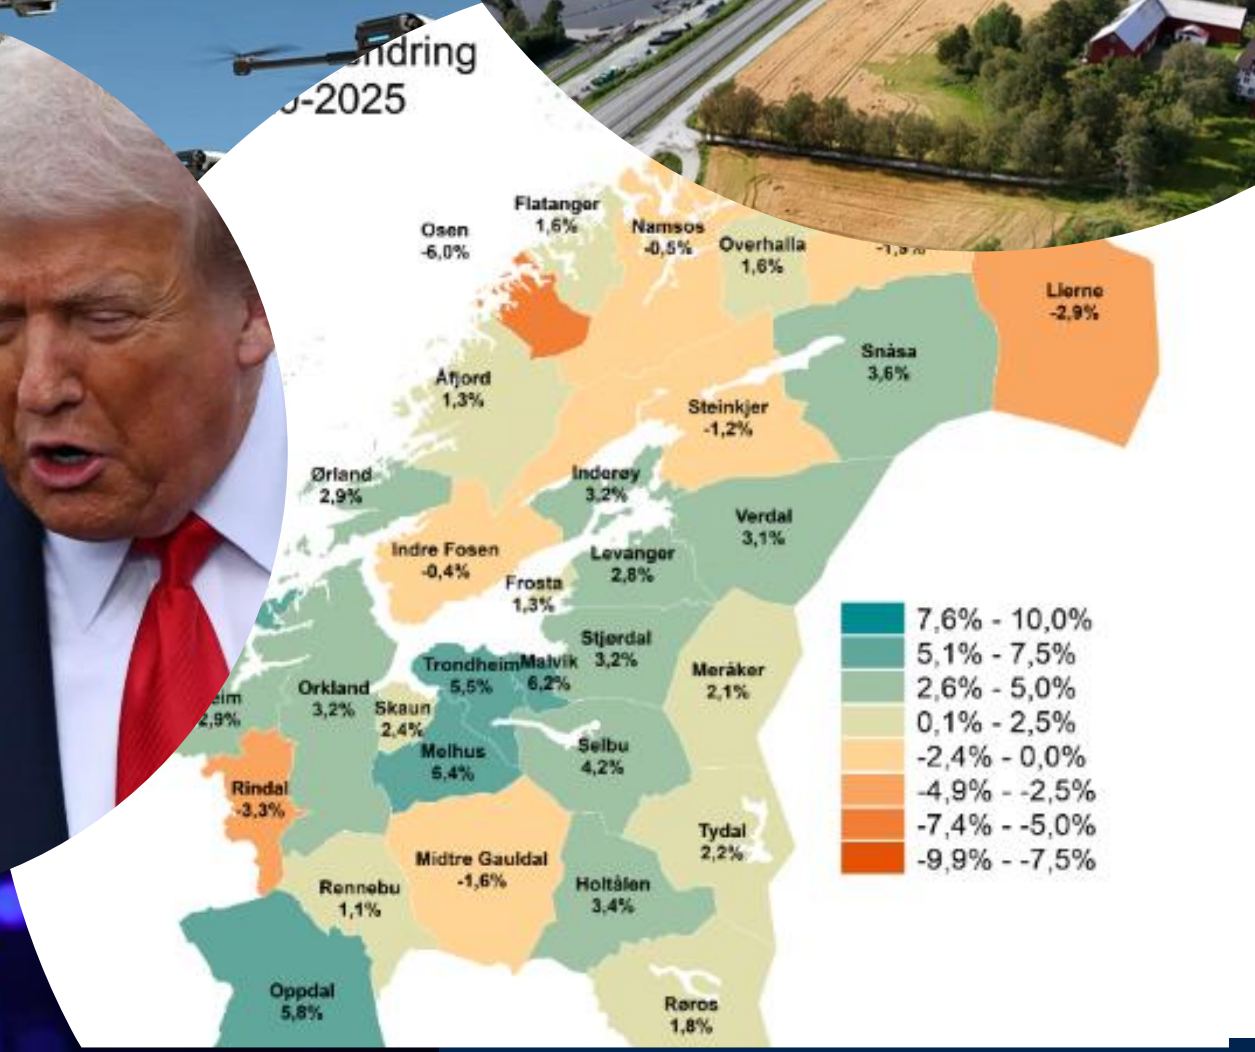 ndring
-2025
Flatanger
1,6%
Osen
-6,0%
Namsos
-0,5%
Overhalla
1,6%
-1,9%
Lierne
-2,9%
Snåsa
3,6%
Åfjord
1,3%
Steinkjer
-1,2%
Ørland
2,9%
Inderøy
3,2%
Verdal
3,1%
Indre Fosen
-0,4%
Levanger
2,8%
Frosta
1,3%
Stjørdal
3,2%
Trondheim
5,5%
Malvik
6,2%
Meråker
2,1%
Orkland
3,2%
Skaun
2,4%
eim
2,9%
Melhus
5,4%
Selbu
4,2%
Rindal
-3,3%
Tydal
2,2%
Midtre Gauldal
-1,6%
Rennebu
1,1%
Holtålen
3,4%
Oppdal
5,8%
Røros
1,8%
7,6% - 10,0%
5,1% - 7,5%
2,6% - 5,0%
0,1% - 2,5%
-2,4% - 0,0%
-4,9% - -2,5%
-7,4% - -5,0%
-9,9% - -7,5%